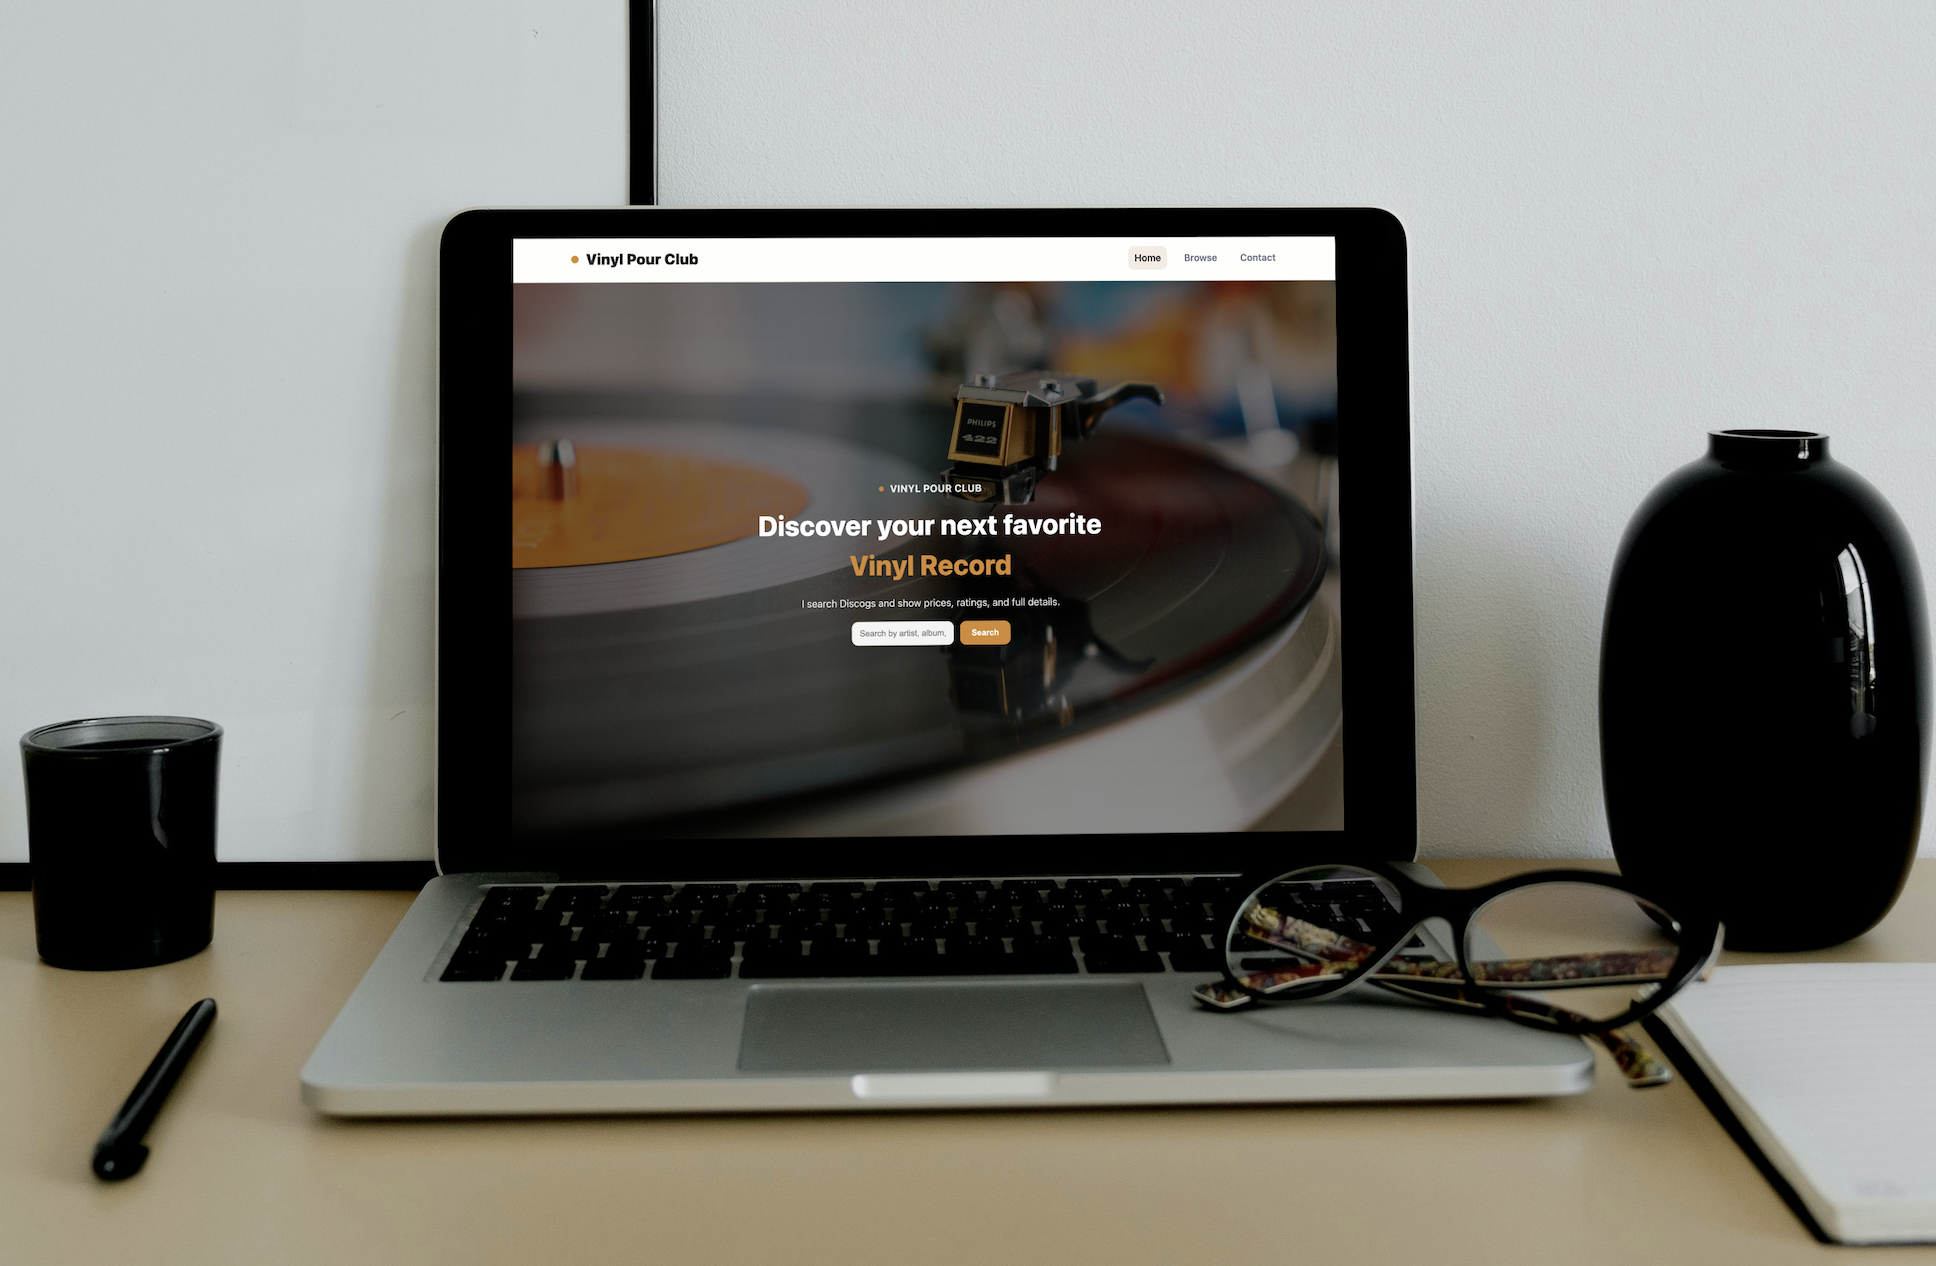 Vinyl Pour Club
Home Browse Contact
PHILIPS
422
VINYL POUR CLUB
Discover your next favorite
Vinyl Record
I search Discogs and show prices, ratings, and full details.
Search by artist, album,
Search